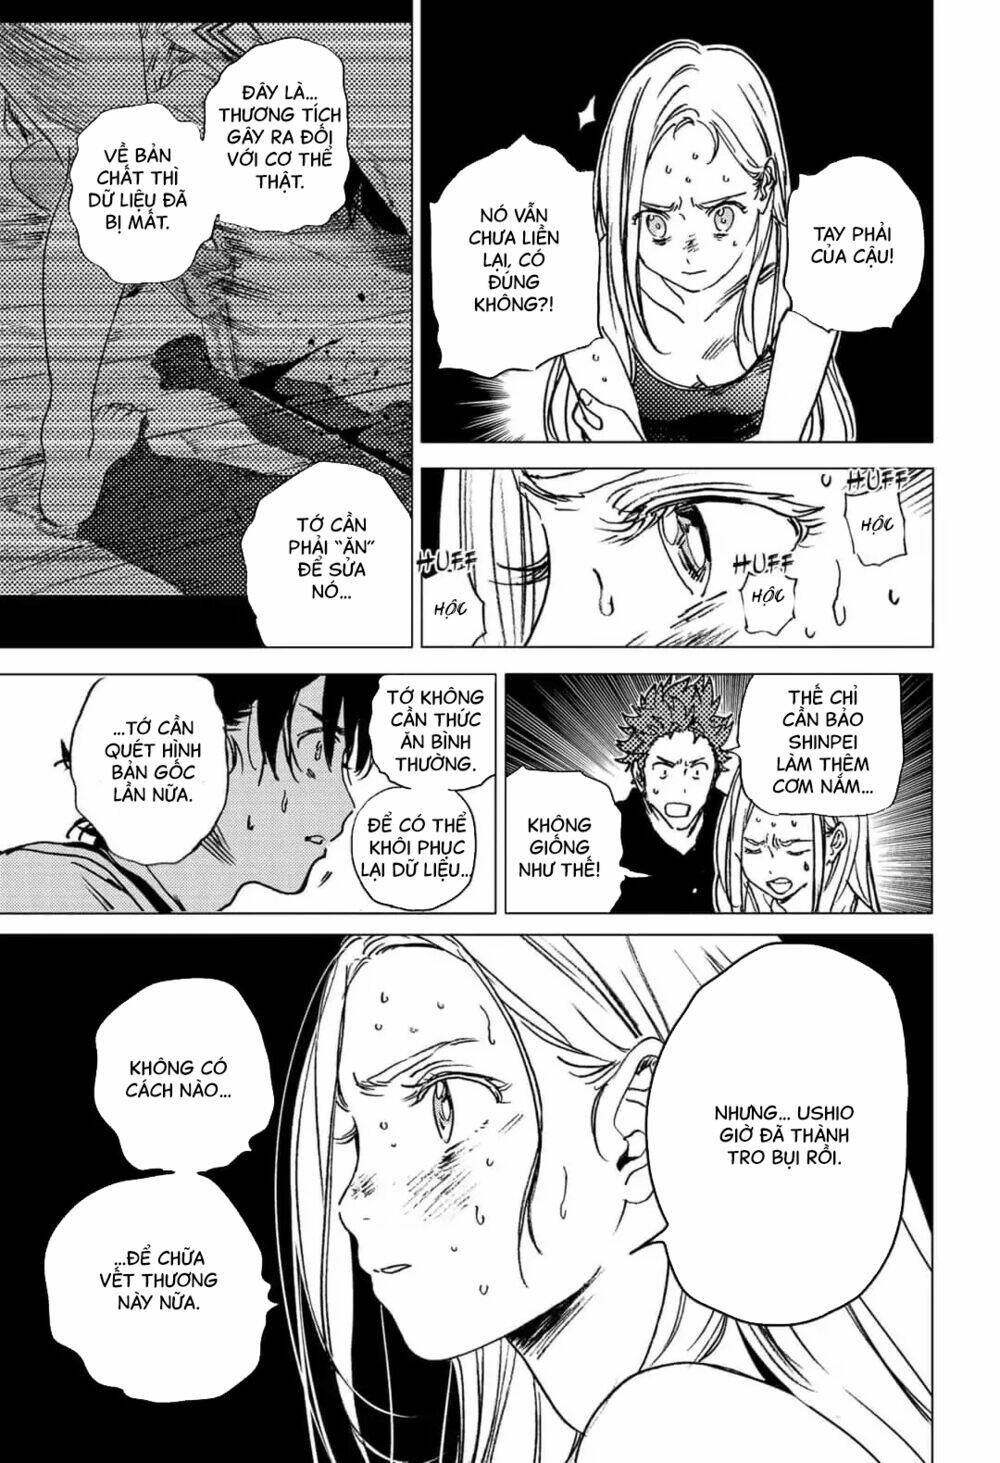 TAY PHẢI
CỦA CẬU!
NÓ VẪN
CHƯA LIỀN
LẠI, CÓ
ĐÚNG
KHÔNG?!
ĐÂY LÀ...
THƯƠNG TÍCH
GÂY RA ĐỐI
VỚI CƠ THỂ
THẬT.
VỀ BẢN
CHẤT THÌ
DỮ LIỆU ĐÃ
BỊ MẤT.
TỚ CẦN
PHẢI “ĂN”
ĐỂ SỬA
NÓ...
HUFF
HỘC
HUFF
HỘC
HUFF
HỘC
THẾ CHỈ
CẦN BẢO
SHINPEI
LÀM THÊM
CƠM NẮM...
KHÔNG
GIỐNG
NHƯ THẾ!
TỚ KHÔNG
CẦN THỨC
ĂN BÌNH
THƯỜNG.
ĐỂ CÓ THỂ
KHÔI PHỤC
LẠI DỮ LIỆU...
...TỚ CẦN
QUÉT HÌNH
BẢN GỐC
LẦN NỮA.
NHƯNG... USHIO
GIỜ ĐÃ THÀNH
TRO BỤI RỒI.
KHÔNG CÓ
CÁCH NÀO...
...ĐỂ CHỮA
VẾT THƯƠNG
NÀY NỮA.